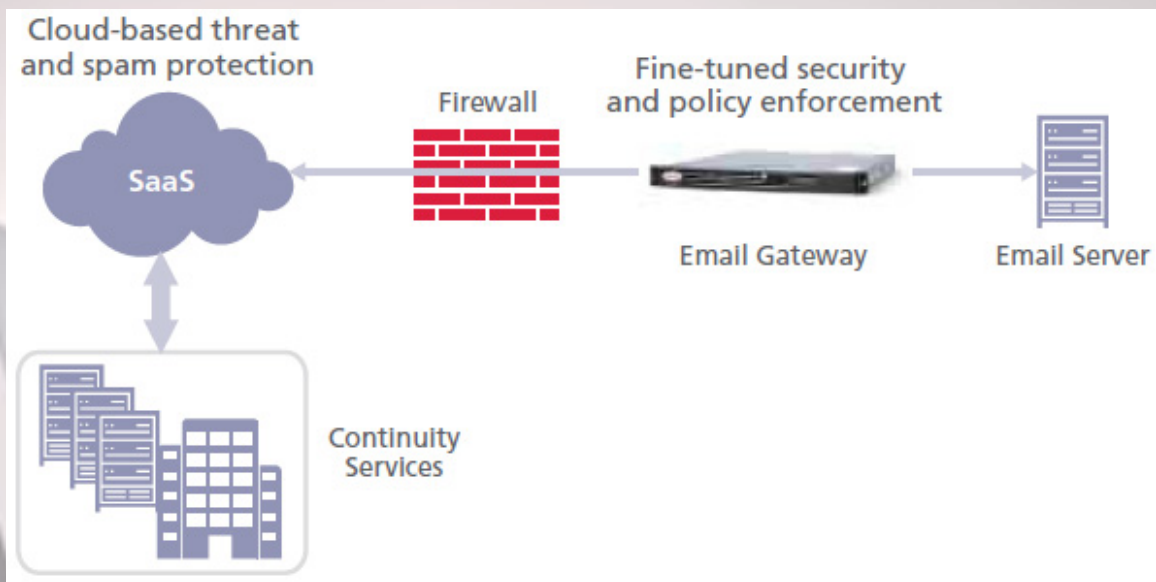 Cloud-based threat
and spam protection
SaaS
Firewall
Fine-tuned security
and policy enforcement
Email Gateway
Email Server
Continuity
Services